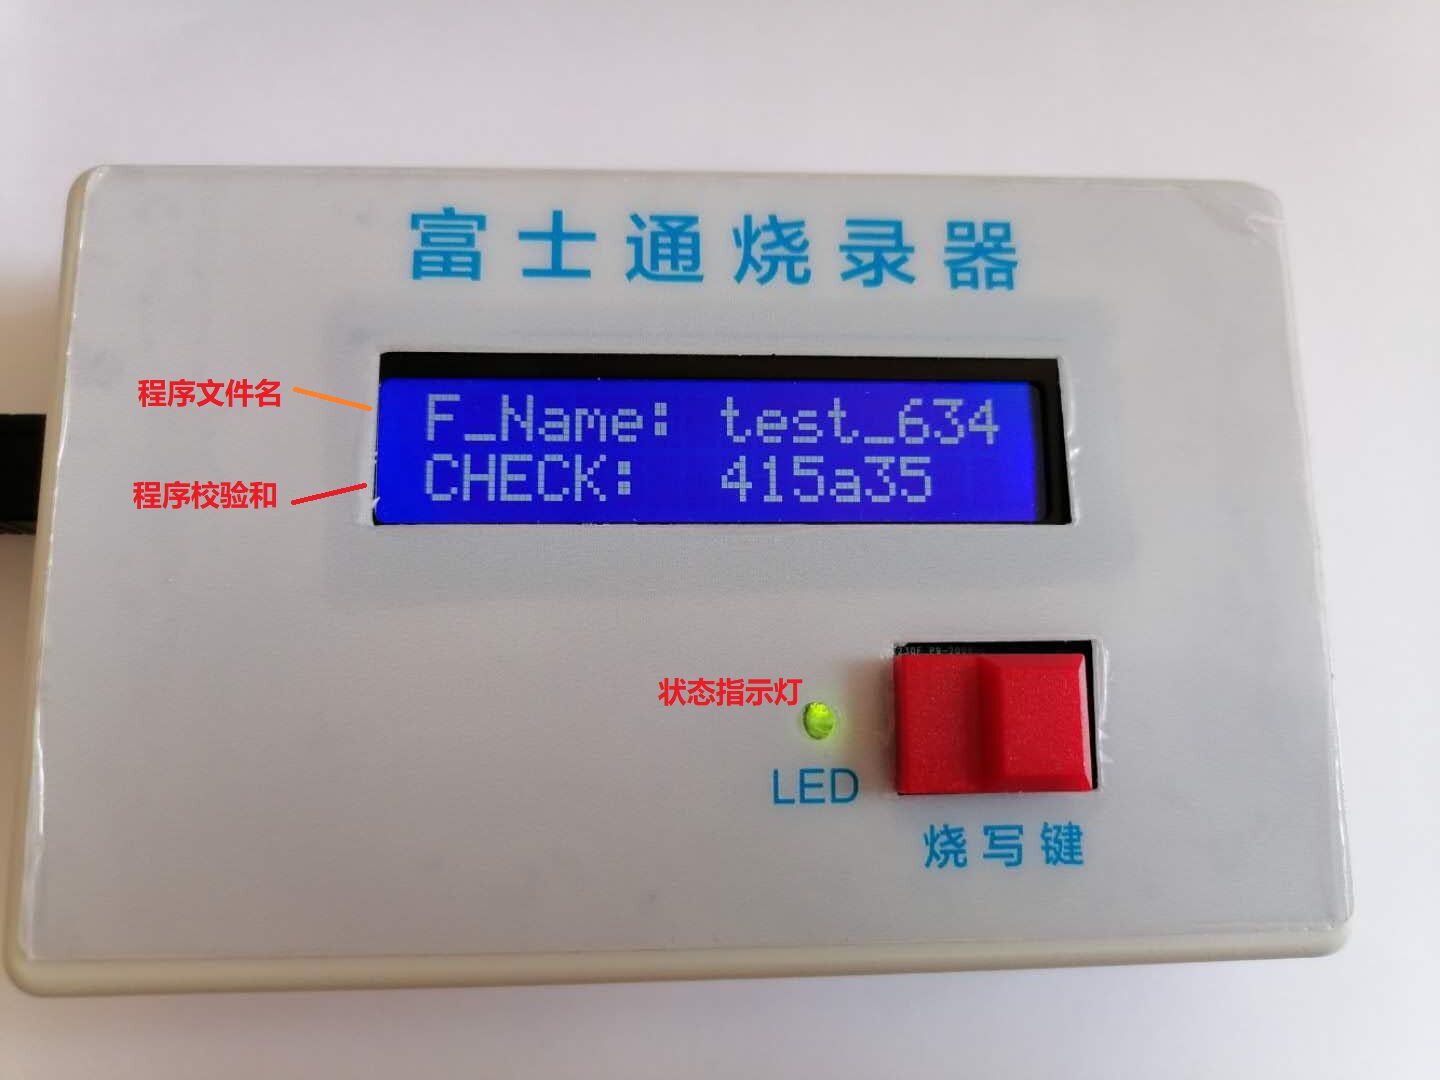 富士通烧录器
程序文件名
F_Name: test_634
程序校验和
CHECK: 415a35
状态指示灯
LED
烧写键